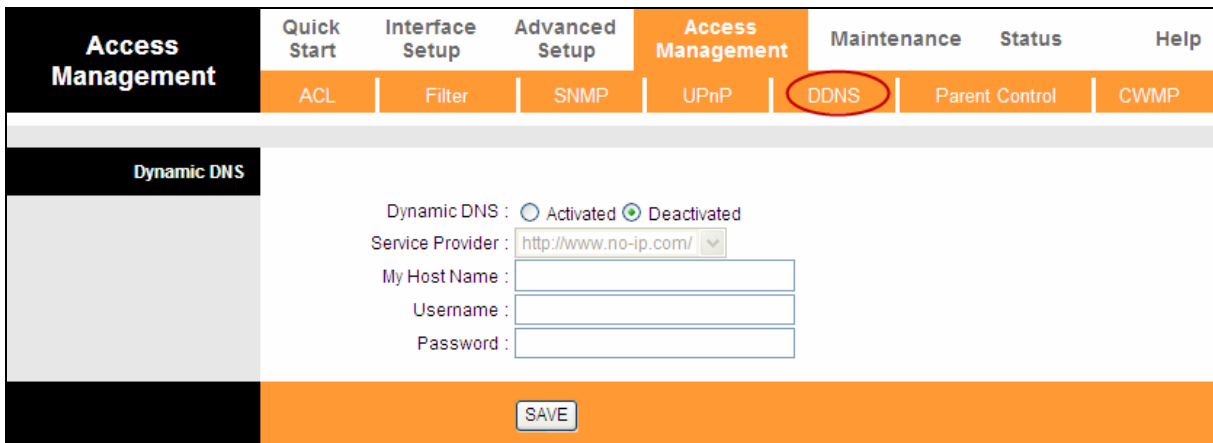 Access Management
Quick Start
Interface Setup
Advanced Setup
Access Management
Maintenance
Status
Help
ACL
Filter
SNMP
UPnP
DDNS
Parent Control
CWMP
Dynamic DNS
Dynamic DNS : Activated Deactivated
Service Provider : http://www.no-ip.com/
My Host Name :
Username :
Password :
SAVE